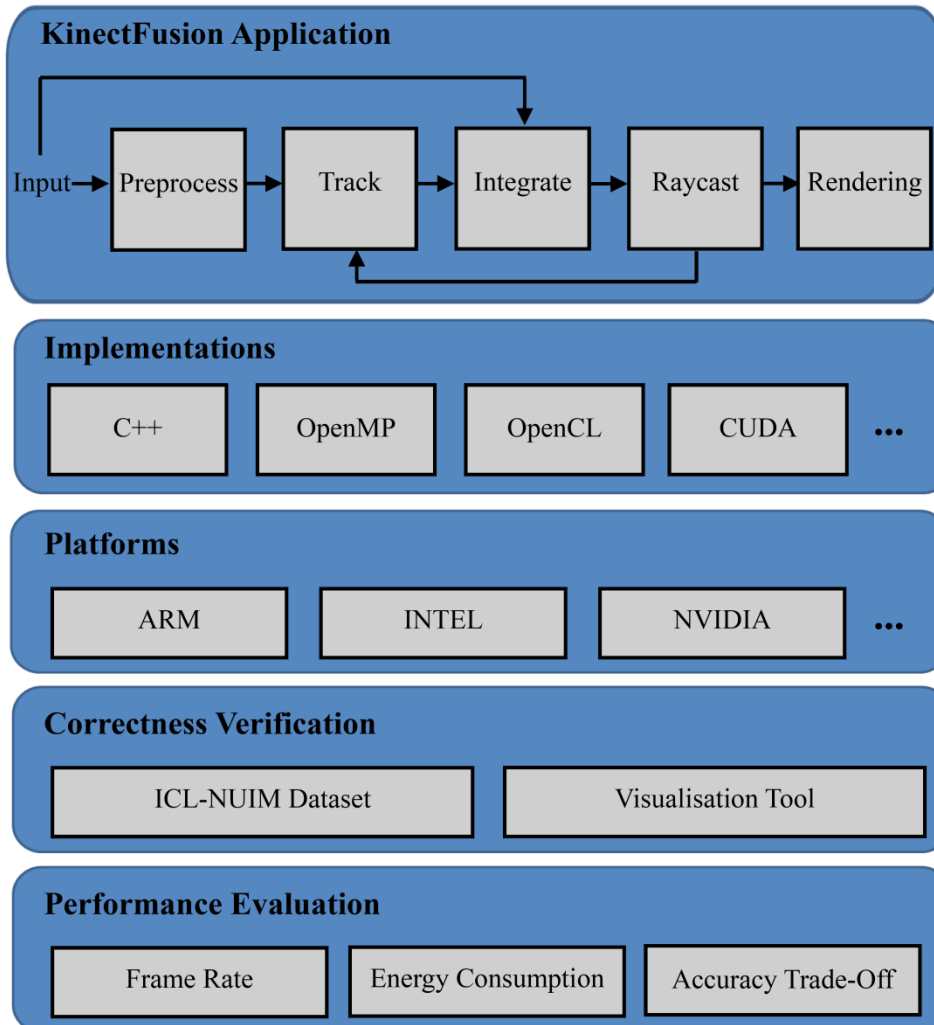 KinectFusion Application
Input Preprocess Track Integrate Raycast Rendering
Implementations
C++ OpenMP OpenCL CUDA ...
Platforms
ARM INTEL NVIDIA ...
Correctness Verification
ICL-NUIM Dataset Visualisation Tool
Performance Evaluation
Frame Rate Energy Consumption Accuracy Trade-Off